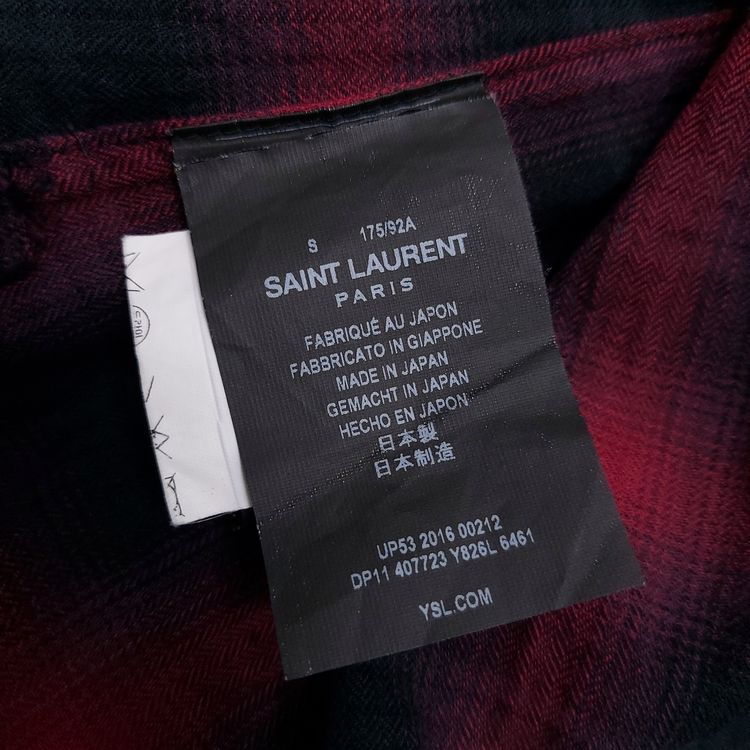 S 175/92A
SAINT LAURENT
PARIS
FABRIQUÉ AU JAPON
FABBRICATO IN GIAPPONE
MADE IN JAPAN
GEMACHT IN JAPAN
HECHO EN JAPON
日本製
日本制造
UP53 2016 00212
DP11 407723 Y826L 6461
YSL.COM